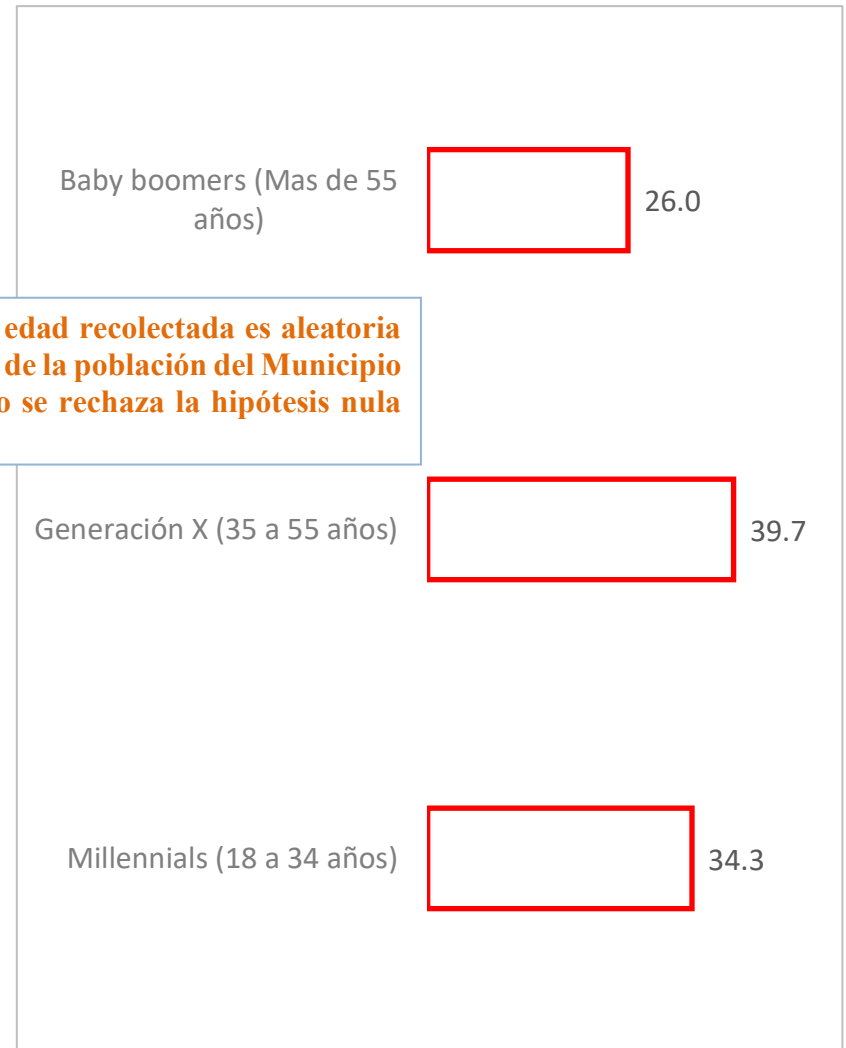 Baby boomers (Mas de 55
años)
26.0
edad recolectada es aleatoria
de la población del Municipio
se rechaza la hipótesis nula
Generación X (35 a 55 años)
39.7
Millennials (18 a 34 años)
34.3